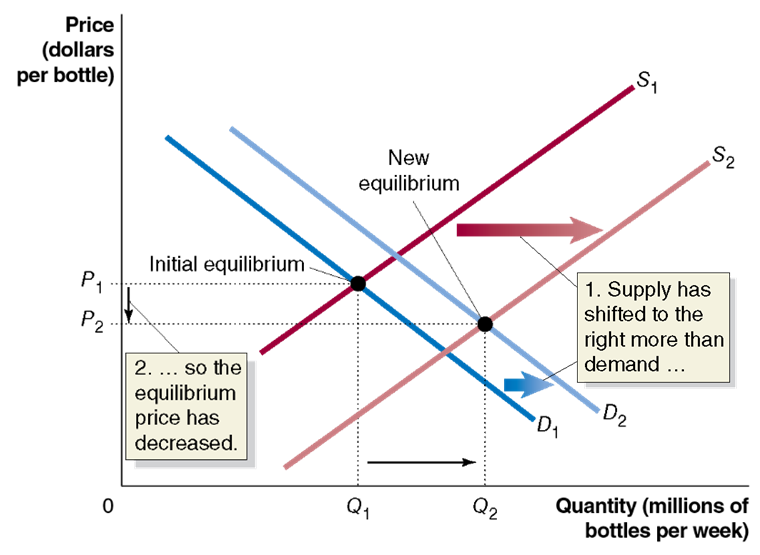 Price
(dollars
per bottle)
S1
S2
New
equilibrium
Initial equilibrium
P1
P2
1. Supply has
shifted to the
right more than
demand ...
2. ... so the
equilibrium
price has
decreased.
D1
D2
0
Q1
Q2
Quantity (millions of
bottles per week)